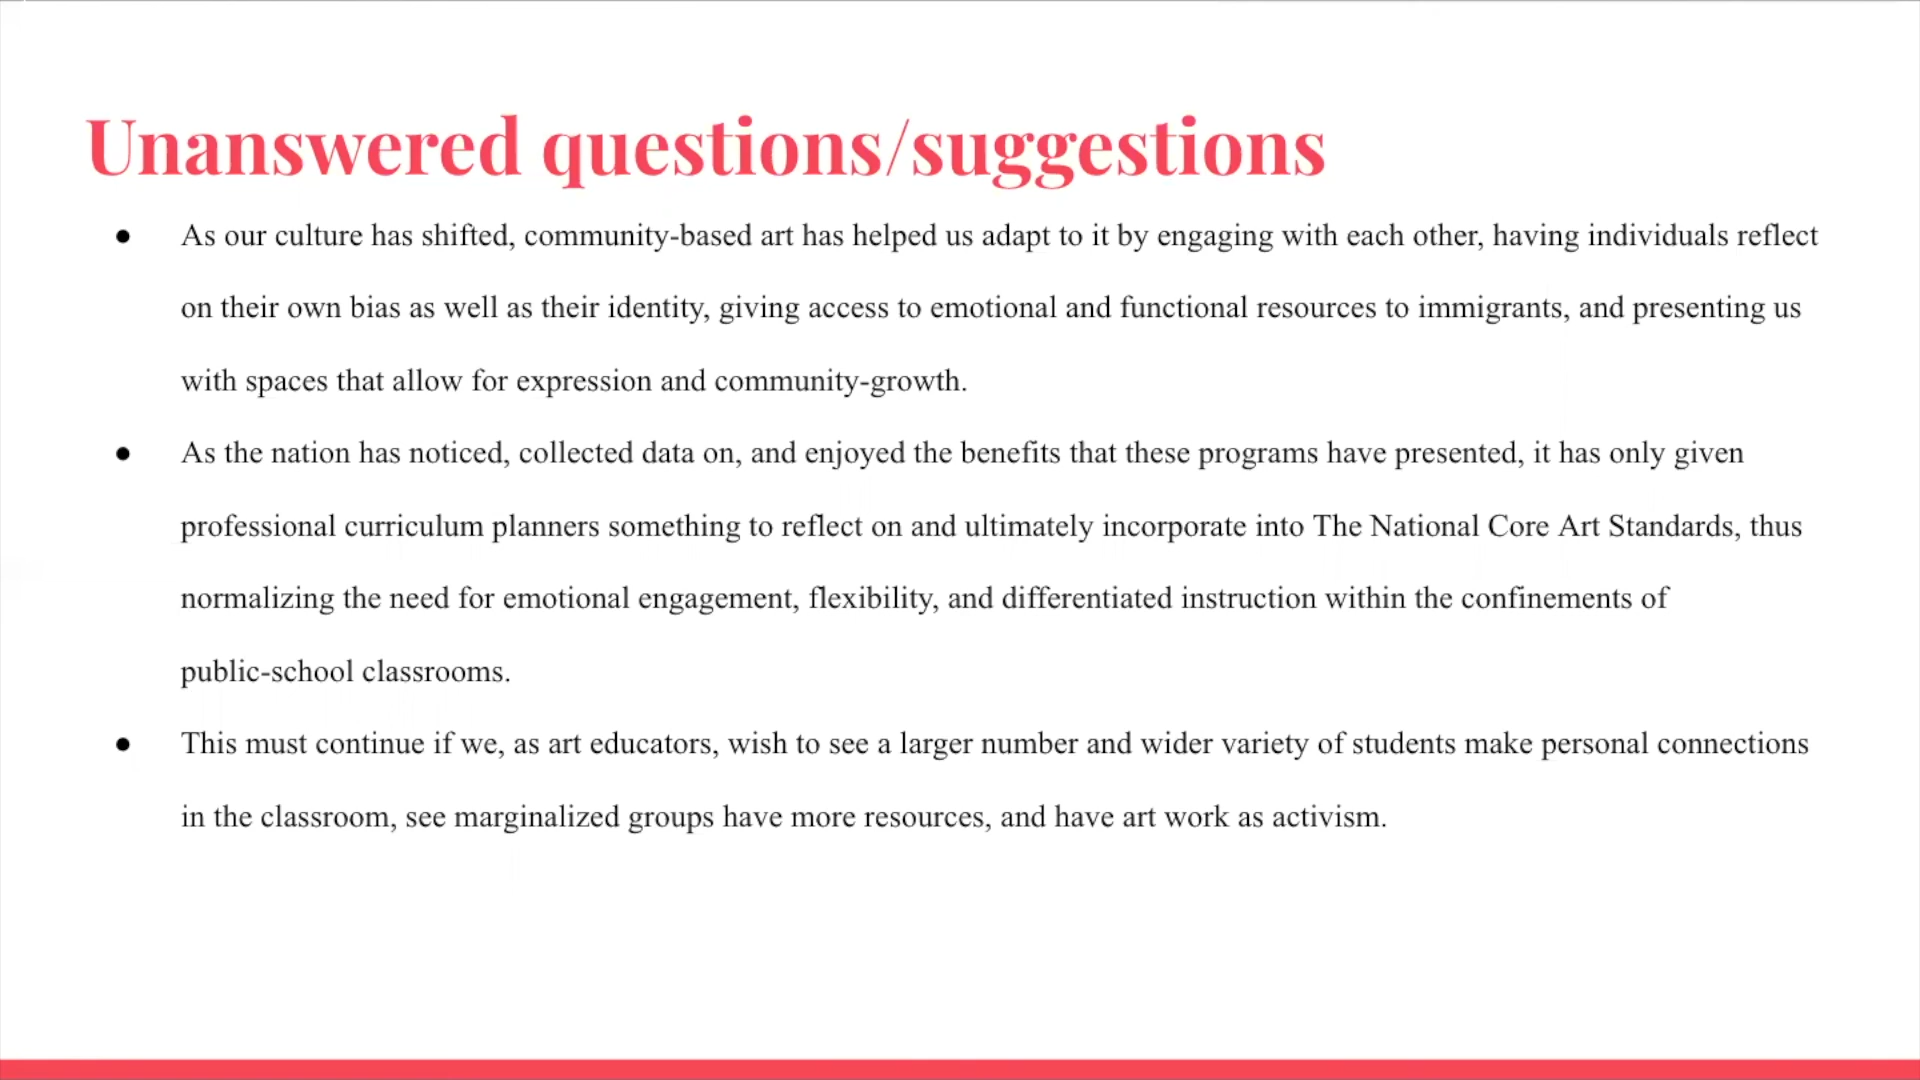 Unanswered questions/suggestions
● As our culture has shifted, community-based art has helped us adapt to it by engaging with each other, having individuals reflect
on their own bias as well as their identity, giving access to emotional and functional resources to immigrants, and presenting us
with spaces that allow for expression and community-growth.
● As the nation has noticed, collected data on, and enjoyed the benefits that these programs have presented, it has only given
professional curriculum planners something to reflect on and ultimately incorporate into The National Core Art Standards, thus
normalizing the need for emotional engagement, flexibility, and differentiated instruction within the confinements of
public-school classrooms.
● This must continue if we, as art educators, wish to see a larger number and wider variety of students make personal connections
in the classroom, see marginalized groups have more resources, and have art work as activism.